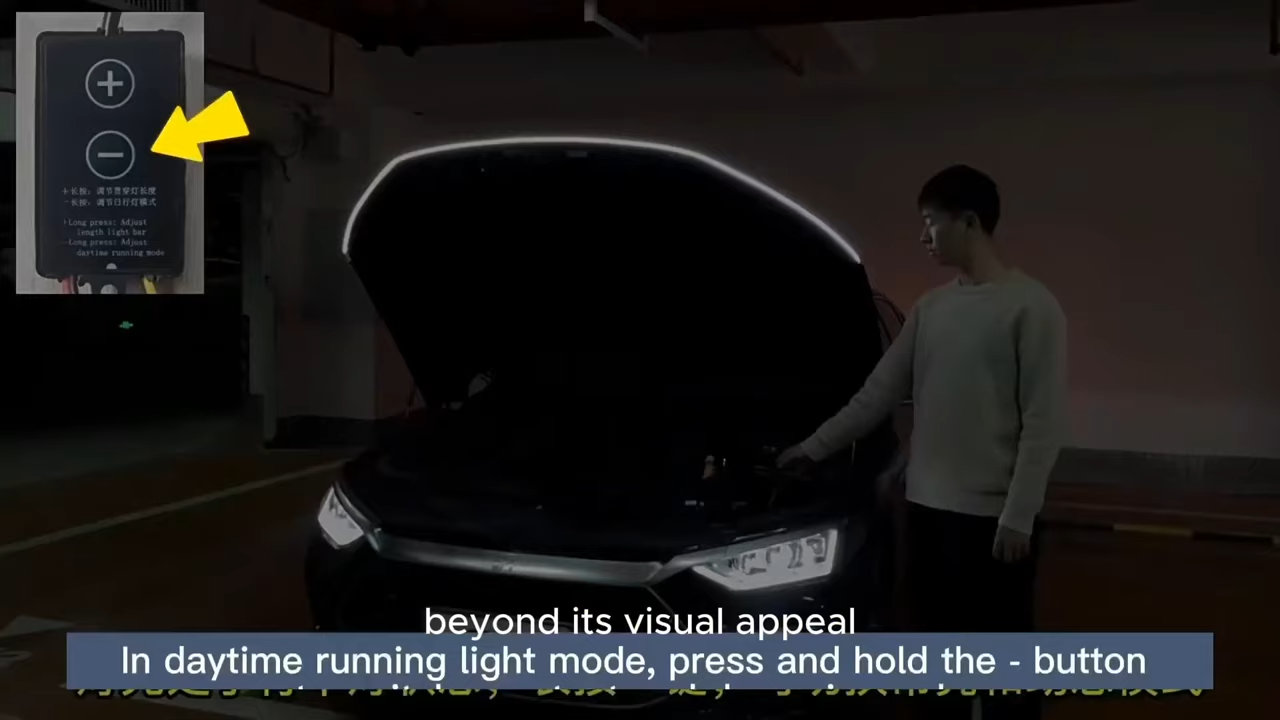 +长按：调节贯穿灯长度
-长按：调节日行灯模式
+Long press: Adjust
length light bar
-Long press: Adjust
daytime running mode
beyond its visual appeal
In daytime running light mode, press and hold the - button